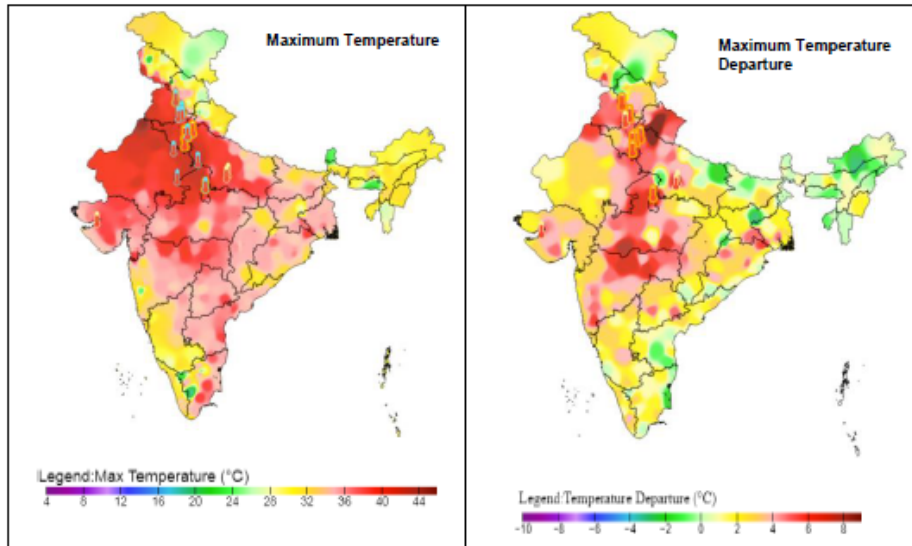 Maximum Temperature
Legend:Max Temperature (°C)
4 8 12 16 20 24 28 32 36 40 44
Maximum Temperature
Departure
Legend:Temperature Departure (°C)
-10 -8 -6 -4 -2 0 2 4 6 8